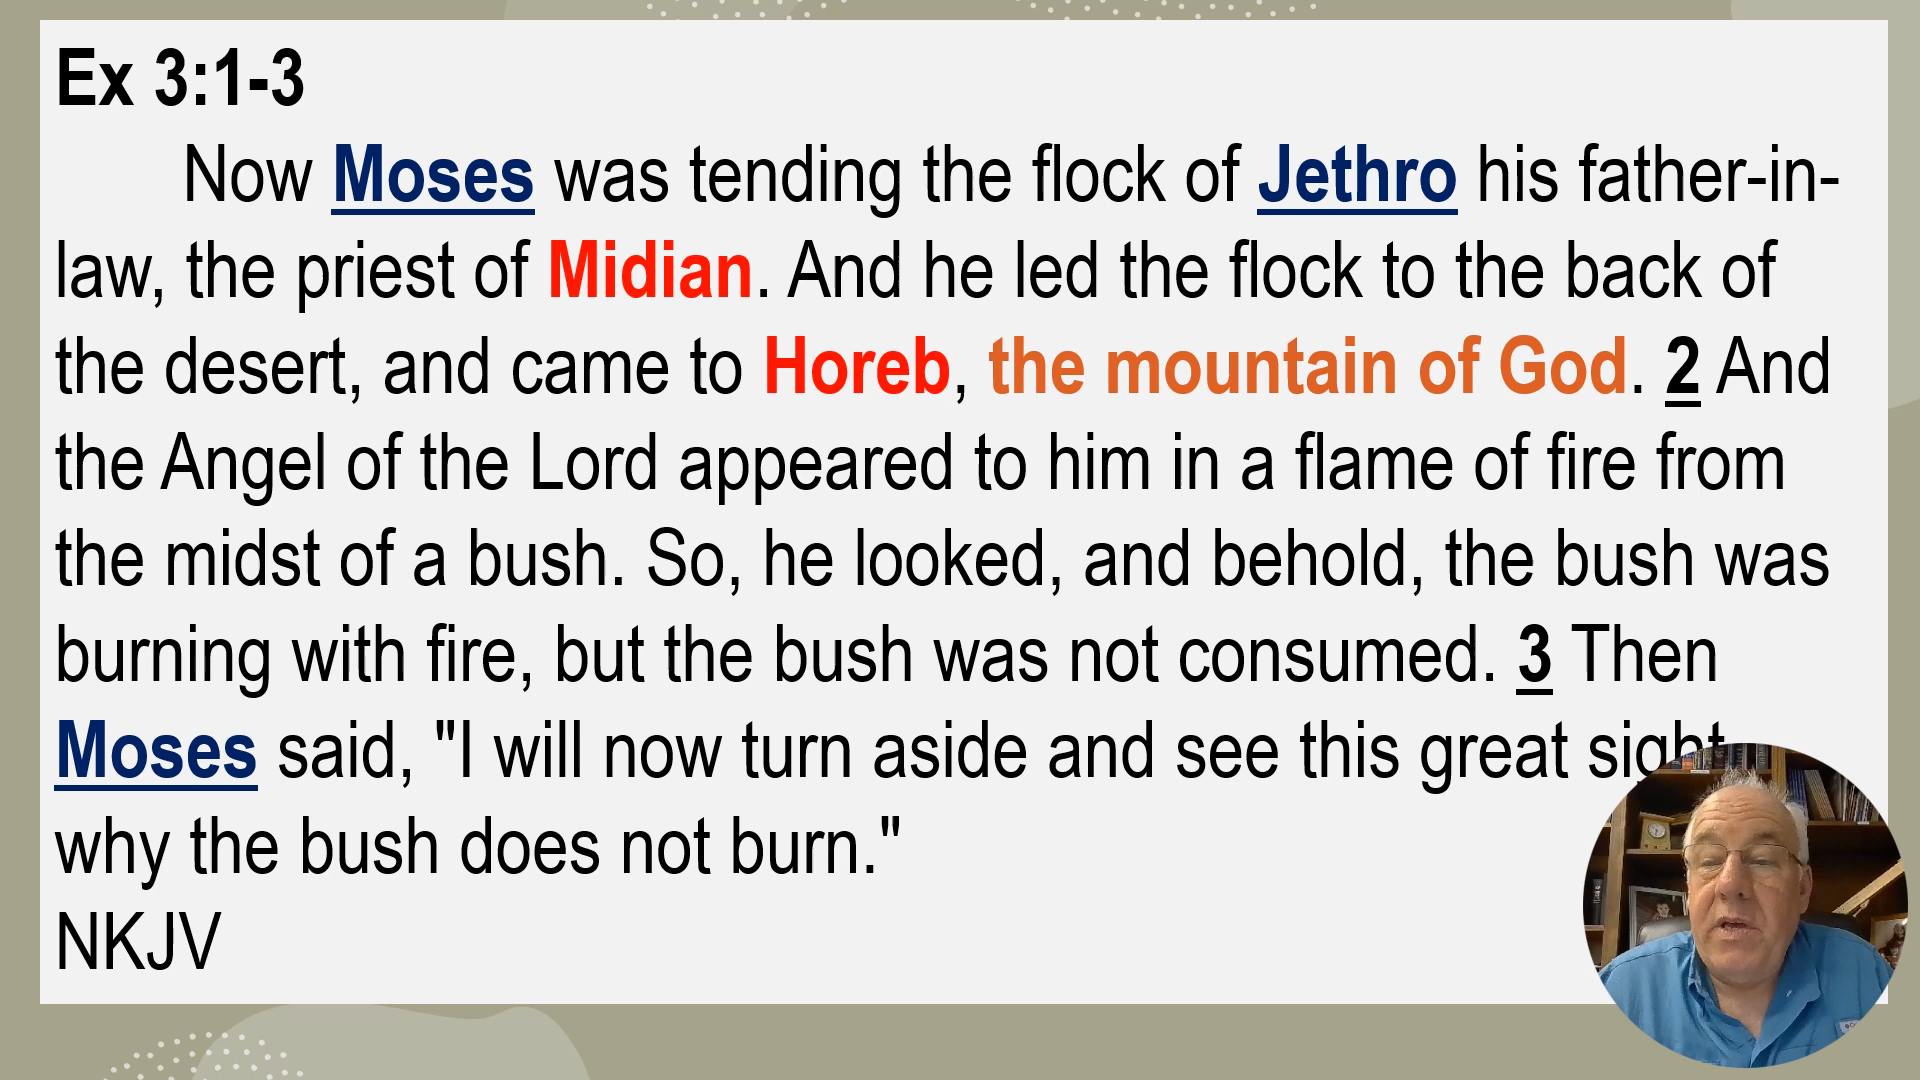 Ex 3:1-3
Now Moses was tending the flock of Jethro his father-in-
law, the priest of Midian. And he led the flock to the back of
the desert, and came to Horeb, the mountain of God. 2 And
the Angel of the Lord appeared to him in a flame of fire from
the midst of a bush. So, he looked, and behold, the bush was
burning with fire, but the bush was not consumed. 3 Then
Moses said, "I will now turn aside and see this great sight
why the bush does not burn."
NKJV